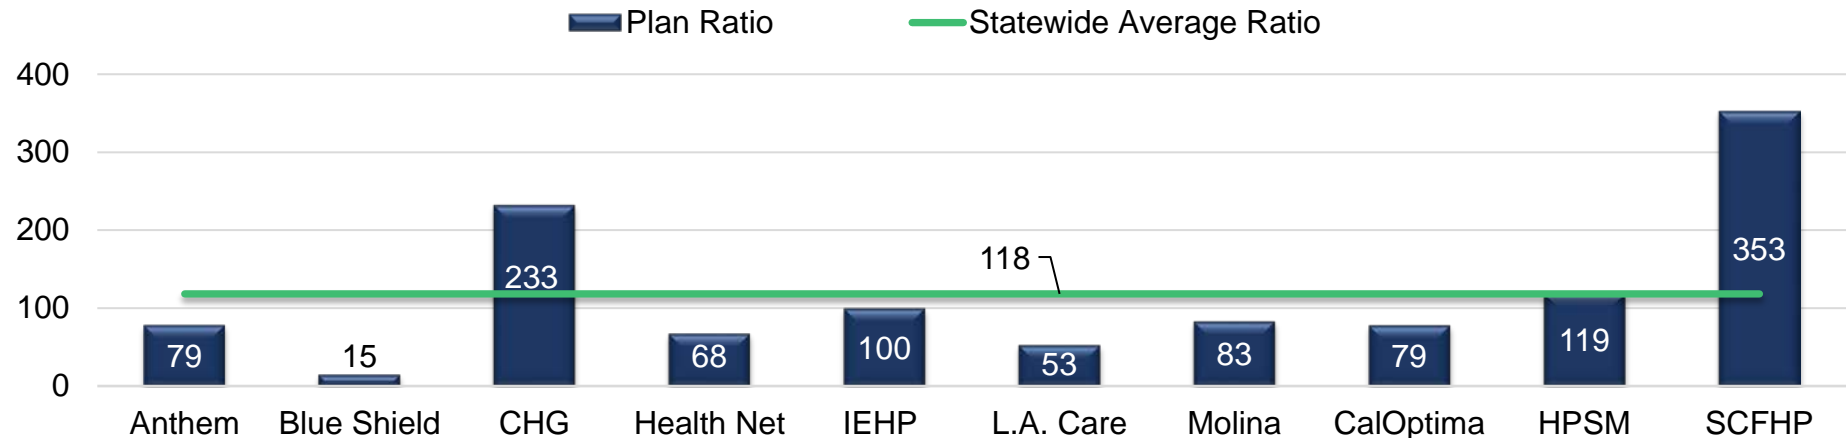 Plan Ratio Statewide Average Ratio
400
300
200
100
0
118
79 15 233 68 100 53 83 79 119 353
Anthem Blue Shield CHG Health Net IEHP L.A. Care Molina CalOptima HPSM SCFHP